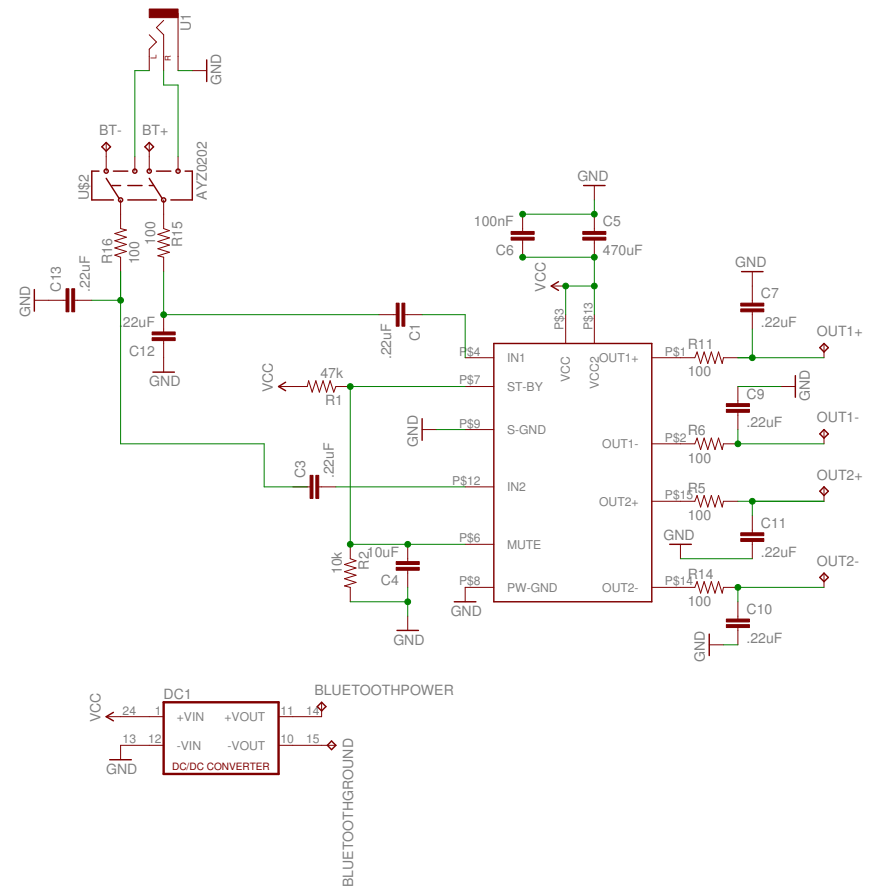 U1
L
R
GND
BT-
BT+
U$2
AYZ0202
R16
100
100
R15
C13
.22uF
GND
.22uF
C12
GND
.22uF
C1
GND
100nF
C6
C5
470uF
VCC
P$3
P$13
VCC
VCC2
P$4
IN1
P$7
ST-BY
P$9
S-GND
P$12
IN2
P$6
MUTE
P$8
PW-GND
OUT1+
P$1
OUT1-
P$2
OUT2+
P$15
OUT2-
P$14
VCC
47k
R1
GND
C3
.22uF
10k
R2
10uF
C4
GND
GND
GND
C7
.22uF
R11
100
OUT1+
C9
.22uF
GND
R6
100
OUT1-
R5
100
OUT2+
C11
.22uF
GND
R14
100
OUT2-
C10
.22uF
GND
DC1
VCC
24
1
+VIN
+VOUT
11
14
BLUETOOTHPOWER
13
12
-VIN
-VOUT
10
15
GND
DC/DC CONVERTER
BLUETOOTHGROUND